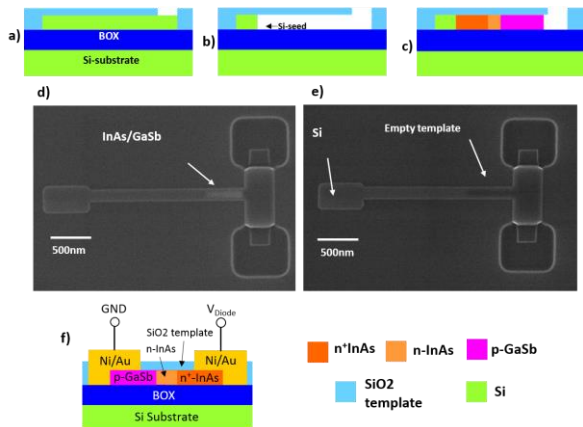 a)
BOX
Si-substrate
b)
Si-seed
c)
d)
InAs/GaSb
500nm
e)
Si
Empty template
500nm
f)
GND
VDiode
SiO2 template
n-InAs
Ni/Au
Ni/Au
p-GaSb
n⁺-InAs
BOX
Si Substrate
n⁺InAs
n-InAs
p-GaSb
SiO2
template
Si